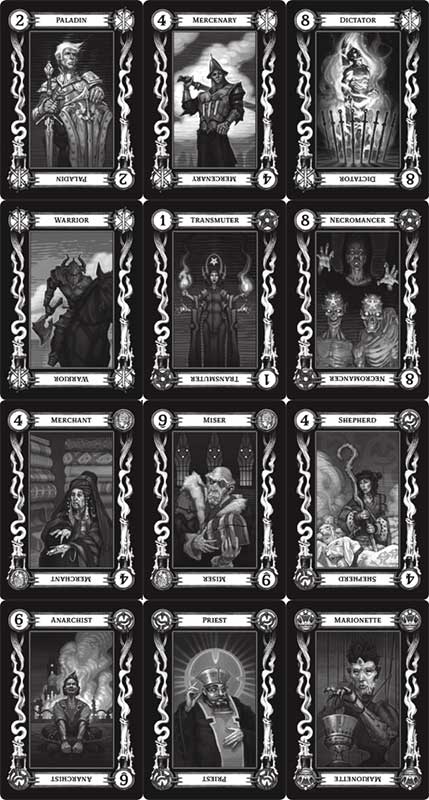 2 PALADIN
PALADIN 2
4 MERCENARY
MERCENARY 4
8 DICTATOR
DICTATOR 8
WARRIOR
WARRIOR
1 TRANSMUTER
TRANSMUTER 1
8 NECROMANCER
NECROMANCER 8
4 MERCHANT
MERCHANT 4
9 MISER
MISER 9
4 SHEPHERD
SHEPHERD 4
6 ANARCHIST
ANARCHIST 6
PRIEST
PRIEST
MARIONETTE
MARIONETTE